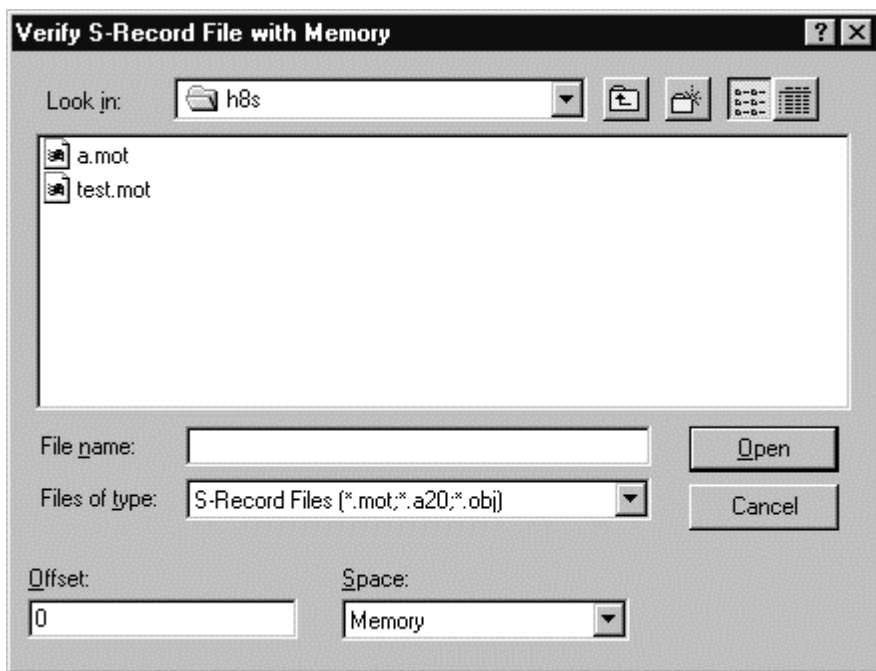 Verify S-Record File with Memory
Look in: h8s
a.mot
test.mot
File name: Open
Files of type: S-Record Files (*.mot;*.a20;*.obj) Cancel
Offset: Space:
0 Memory